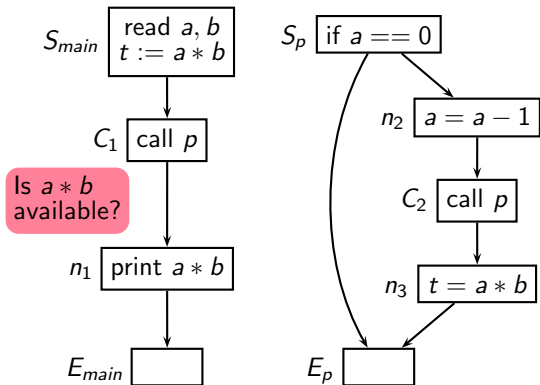 S_main
read a, b
t := a * b
C_1 call p
Is a * b
available?
n_1 print a * b
E_main
S_p if a == 0
n_2 a = a − 1
C_2 call p
n_3 t = a * b
E_p